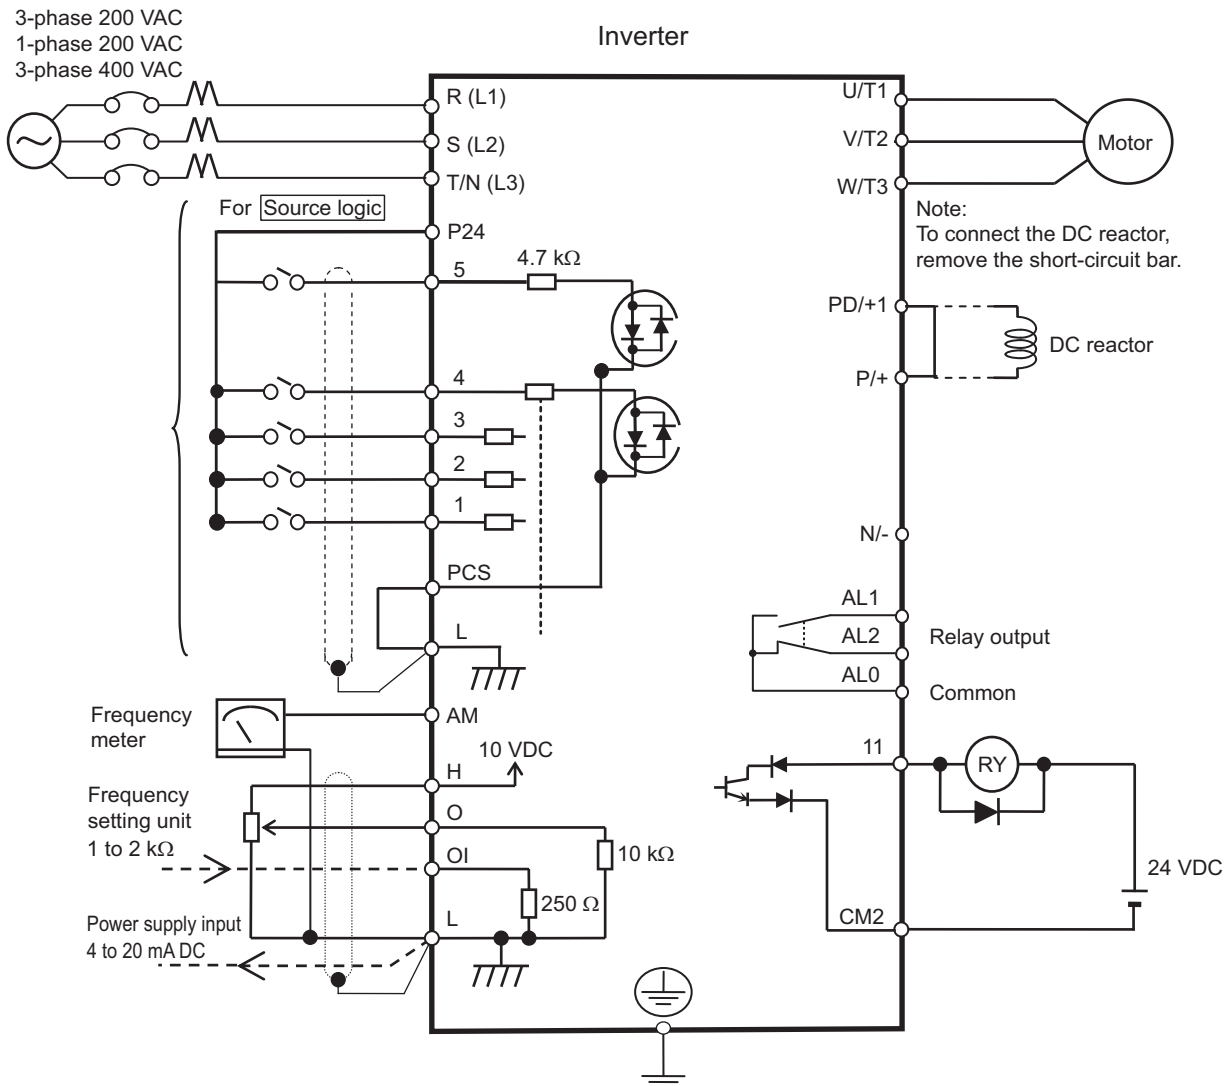 3-phase 200 VAC
1-phase 200 VAC
3-phase 400 VAC
Inverter
R (L1)
S (L2)
T/N (L3)
U/T1
V/T2
W/T3
Motor
For Source logic
P24
5
4.7 kΩ
4
3
2
1
PCS
L
Note:
To connect the DC reactor,
remove the short-circuit bar.
PD/+1
P/+
DC reactor
N/-
AL1
AL2
AL0
Relay output
Common
Frequency
meter
AM
H
10 VDC
Frequency
setting unit
1 to 2 kΩ
O
OI
10 kΩ
250 Ω
L
Power supply input
4 to 20 mA DC
11
RY
24 VDC
CM2